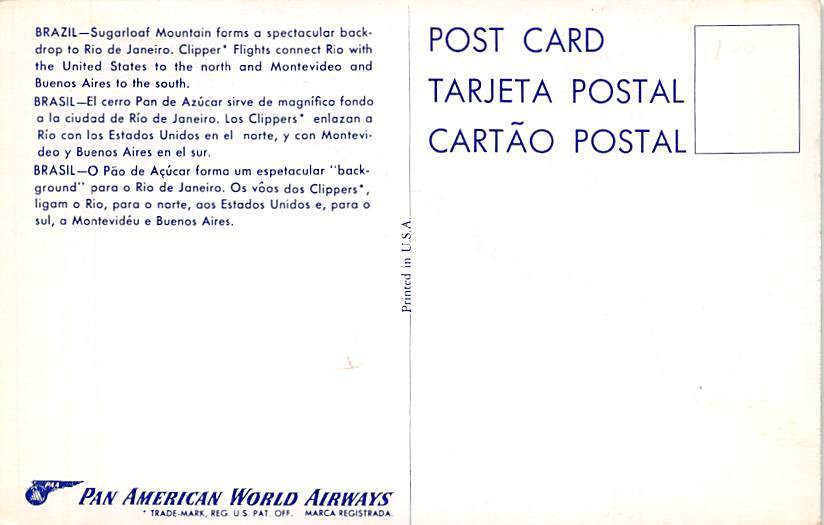 BRAZIL—Sugarloaf Mountain forms a spectacular back-
drop to Rio de Janeiro. Clipper* Flights connect Rio with
the United States to the north and Montevideo and
Buenos Aires to the south.
BRASIL—El cerro Pan de Azúcar sirve de magnífico fondo
a la ciudad de Río de Janeiro. Los Clippers* enlazan a
Río con los Estados Unidos en el norte, y con Montevi-
deo y Buenos Aires en el sur.
BRASIL—O Pão de Açúcar forma um espetacular "back-
ground" para o Rio de Janeiro. Os vôos dos Clippers*,
ligam o Rio, para o norte, aos Estados Unidos e, para o
sul, a Montevidéu e Buenos Aires.
PAN AMERICAN WORLD AIRWAYS
* TRADE-MARK, REG. U.S. PAT. OFF. MARCA REGISTRADA.
Printed in U.S.A.
POST CARD
TARJETA POSTAL
CARTÃO POSTAL